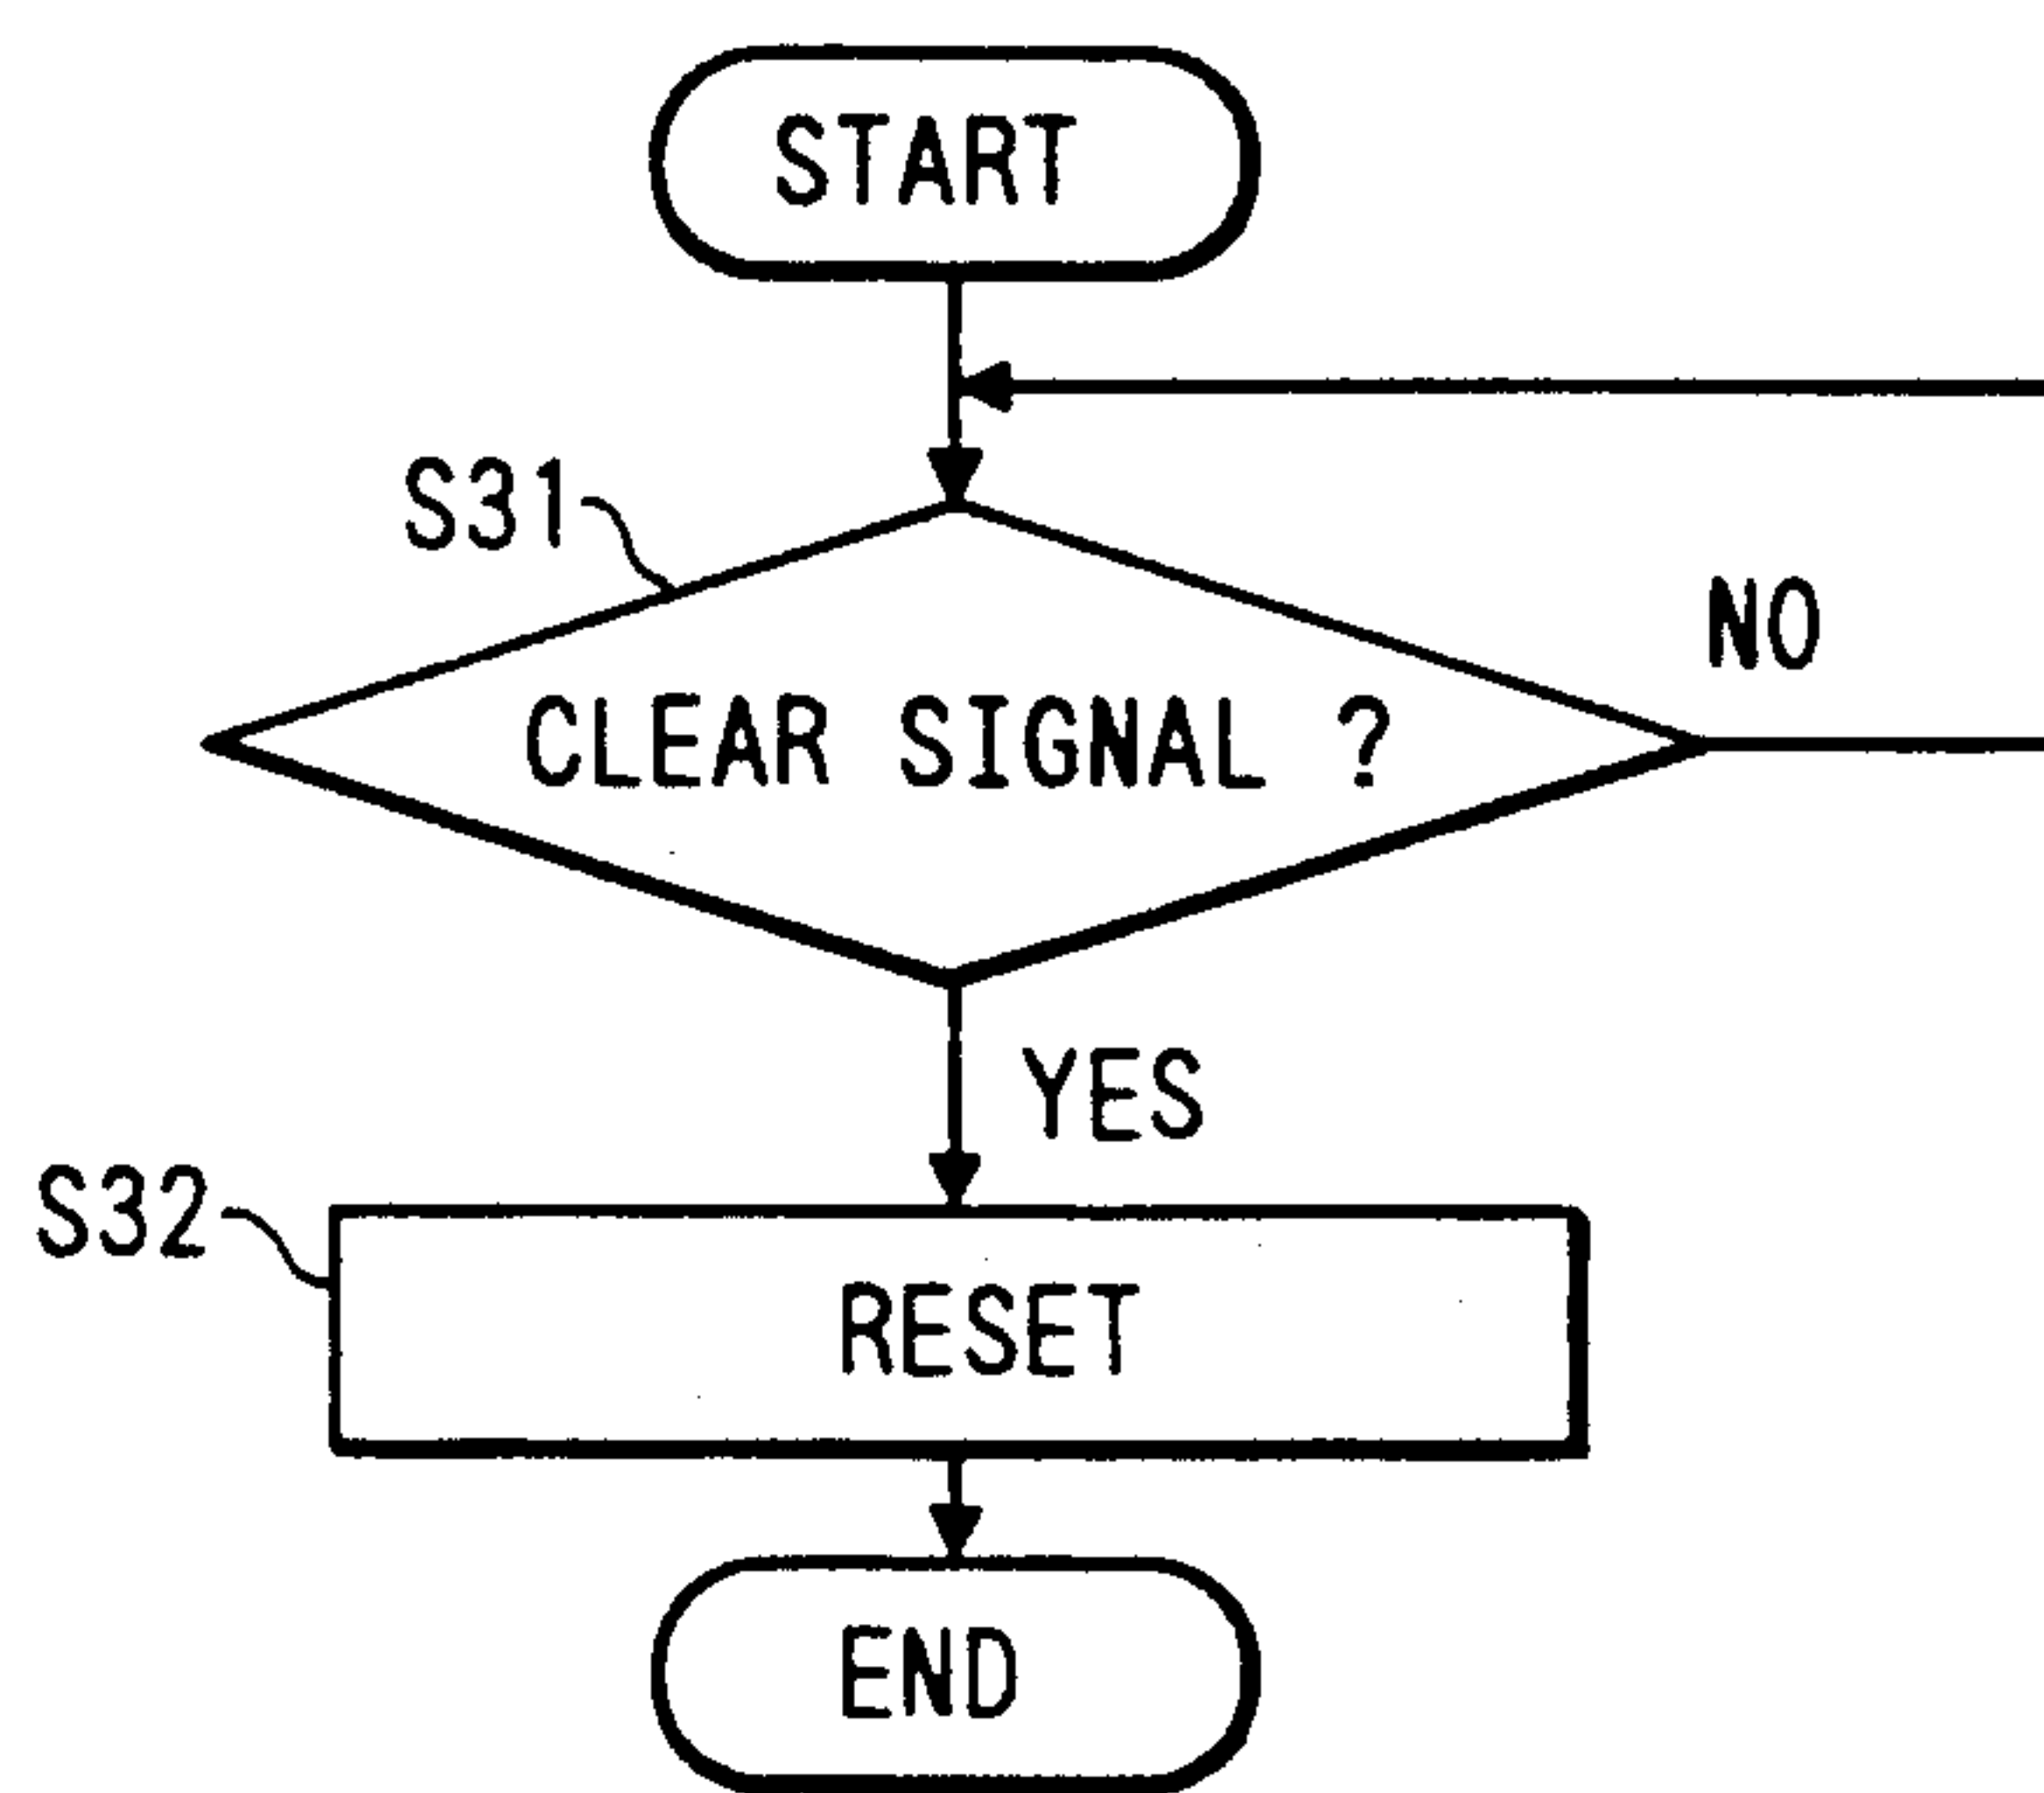 START
S31
NO
CLEAR SIGNAL ?
YES
S32
RESET
END